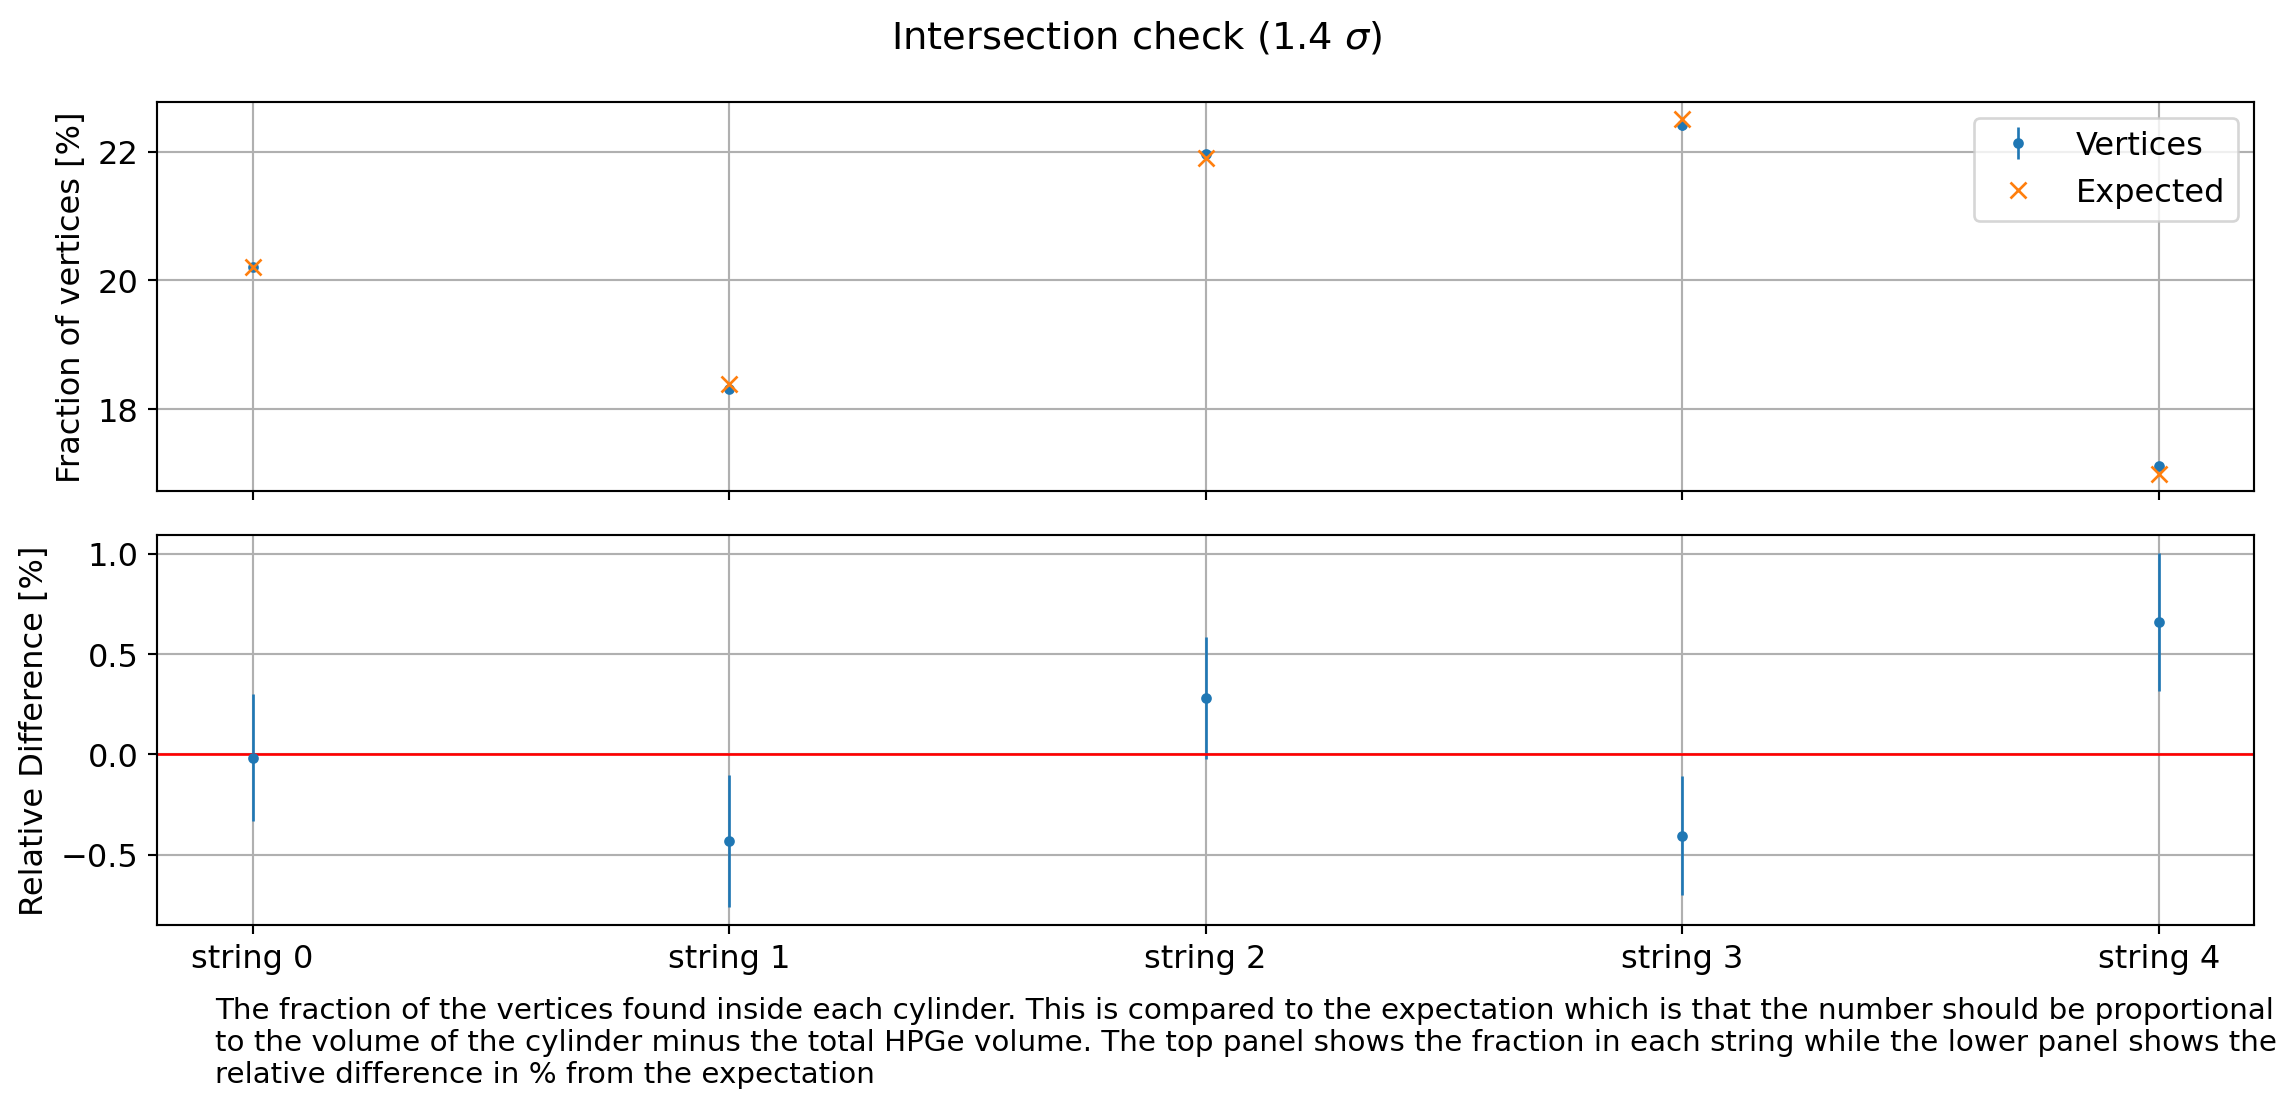 Intersection check (1.4 σ)
Fraction of vertices [%]
22
20
18
Vertices
Expected
Relative Difference [%]
1.0
0.5
0.0
−0.5
string 0
string 1
string 2
string 3
string 4
The fraction of the vertices found inside each cylinder. This is compared to the expectation which is that the number should be proportional
to the volume of the cylinder minus the total HPGe volume. The top panel shows the fraction in each string while the lower panel shows the
relative difference in % from the expectation